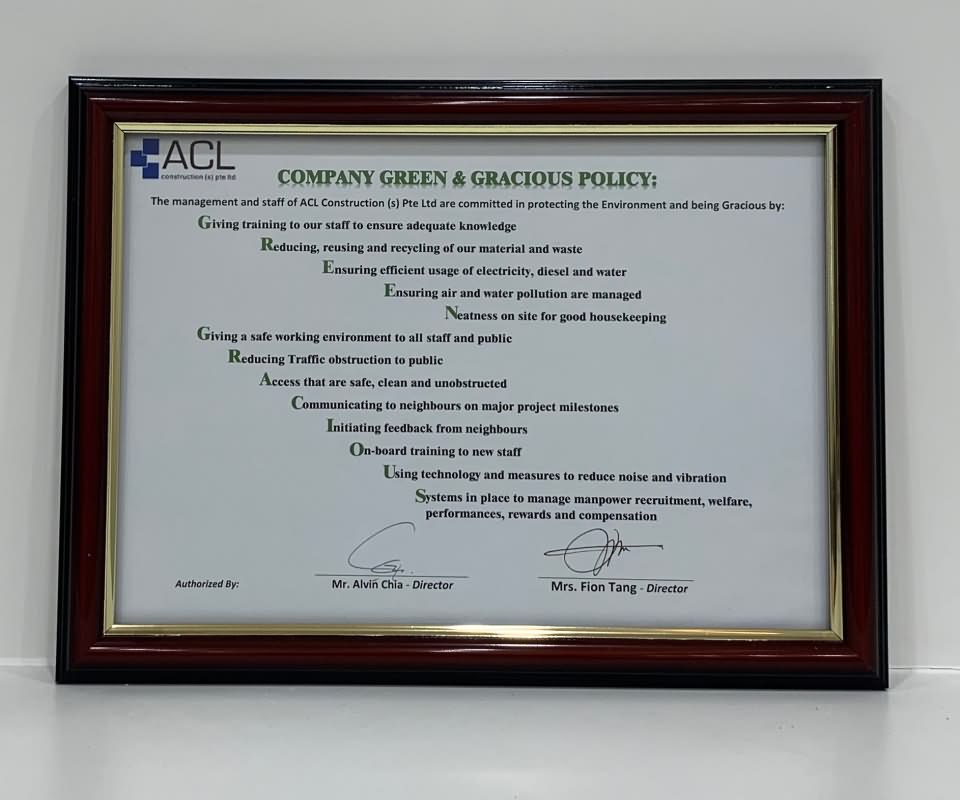 ACL
construction (s) pte ltd
COMPANY GREEN & GRACIOUS POLICY:
The management and staff of ACL Construction (s) Pte Ltd are committed in protecting the Environment and being Gracious by:
Giving training to our staff to ensure adequate knowledge
Reducing, reusing and recycling of our material and waste
Ensuring efficient usage of electricity, diesel and water
Ensuring air and water pollution are managed
Neatness on site for good housekeeping
Giving a safe working environment to all staff and public
Reducing Traffic obstruction to public
Access that are safe, clean and unobstructed
Communicating to neighbours on major project milestones
Initiating feedback from neighbours
On-board training to new staff
Using technology and measures to reduce noise and vibration
Systems in place to manage manpower recruitment, welfare,
performances, rewards and compensation
Authorized By:
Mr. Alvin Chia - Director
Mrs. Fion Tang - Director